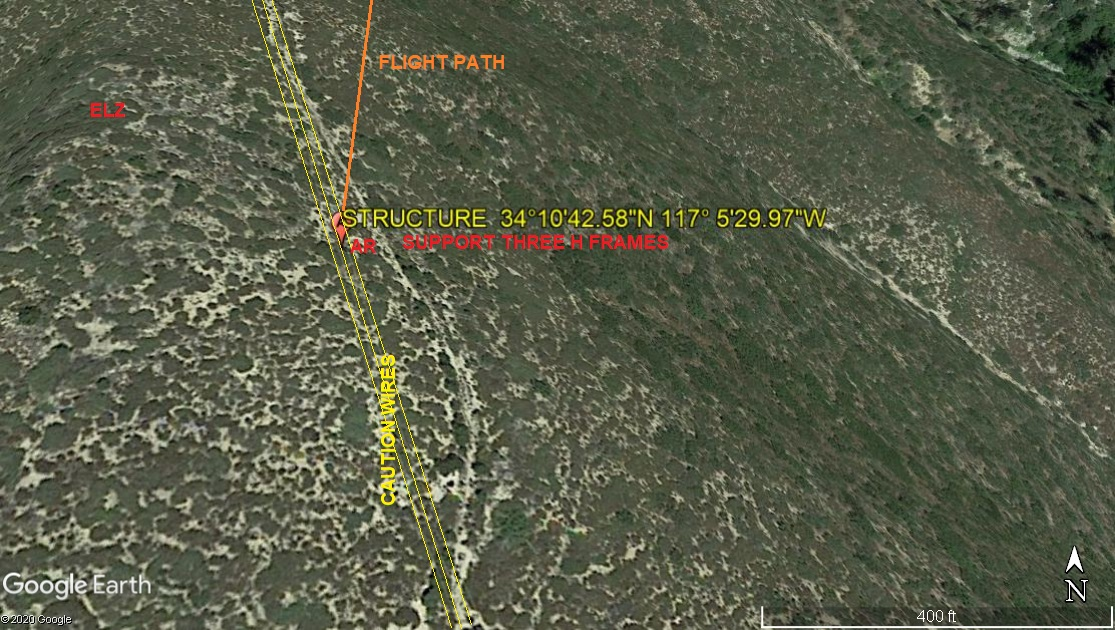 FLIGHT PATH
ELZ
STRUCTURE 34°10'42.58"N 117° 5'29.97"W
AR SUPPORT THREE H FRAMES
CAUTION WIRES
Google Earth
©2020 Google
400 ft
N